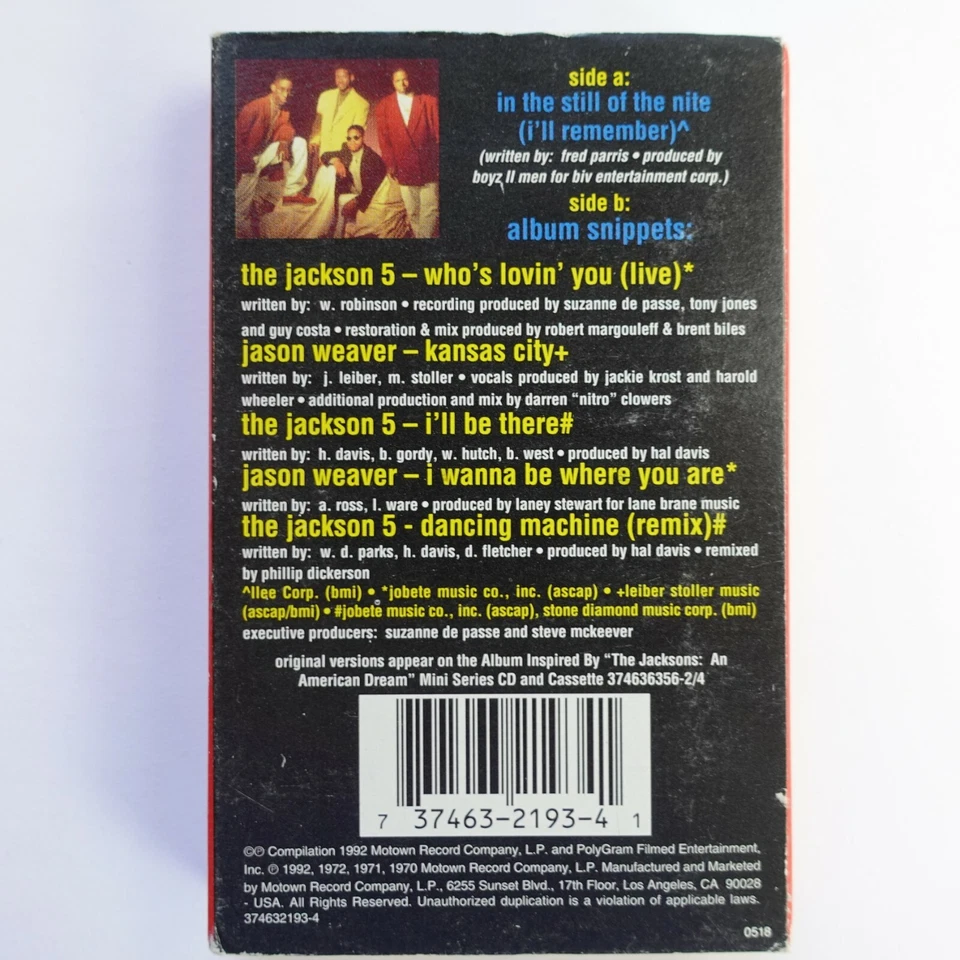 side a:
in the still of the nite
(i'll remember)^
(written by: fred parris • produced by
boyz II men for biv entertainment corp.)
side b:
album snippets:
the jackson 5 – who's lovin' you (live)*
written by: w. robinson • recording produced by suzanne de passe, tony jones
and guy costa • restoration & mix produced by robert margouleff & brent biles
jason weaver – kansas city+
written by: j. leiber, m. stoller • vocals produced by jackie krost and harold
wheeler • additional production and mix by darren "nitro" clowers
the jackson 5 – i'll be there#
written by: h. davis, b. gordy, w. hutch, b. west • produced by hal davis
jason weaver – i wanna be where you are*
written by: a. ross, l. ware • produced by laney stewart for lane brane music
the jackson 5 - dancing machine (remix)#
written by: w. d. parks, h. davis, d. fletcher • produced by hal davis • remixed
by phillip dickerson
^llee Corp. (bmi) • *jobete music co., inc. (ascap) • +leiber stoller music
(ascap/bmi) • #jobete music co., inc. (ascap), stone diamond music corp. (bmi)
executive producers: suzanne de passe and steve mckeever
original versions appear on the Album Inspired By "The Jacksons: An
American Dream" Mini Series CD and Cassette 374636356-2/4
7 37463-2193-4 1
©℗ Compilation 1992 Motown Record Company, L.P. and PolyGram Filmed Entertainment,
Inc. ℗ 1992, 1972, 1971, 1970 Motown Record Company, L.P. Manufactured and Marketed
by Motown Record Company, L.P., 6255 Sunset Blvd., 17th Floor, Los Angeles, CA 90028
- USA. All Rights Reserved. Unauthorized duplication is a violation of applicable laws.
374632193-4
0518